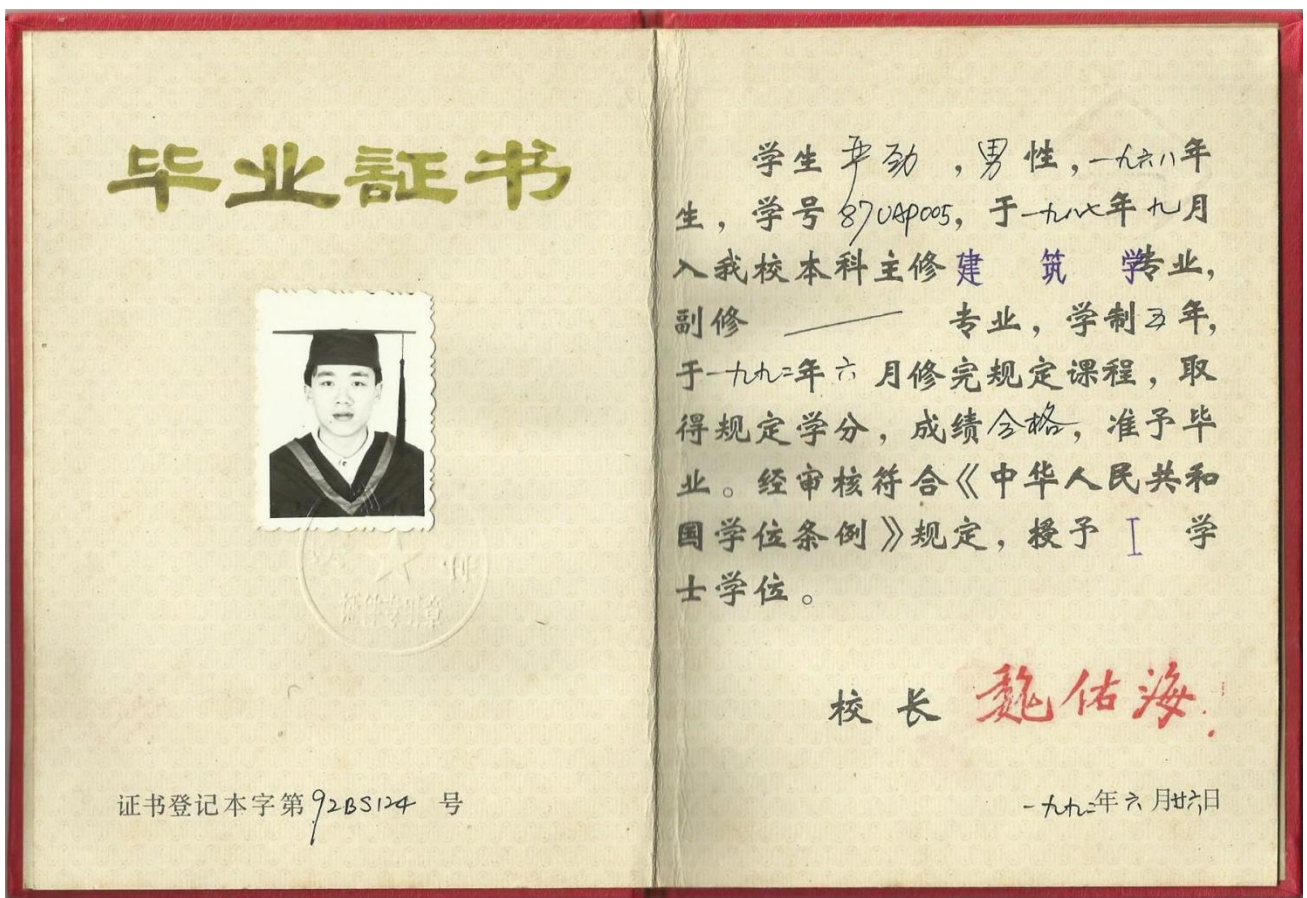 毕业証书
证书登记本字第92BS124号
学生 严劲，男性，一九六八年
生，学号87UAP005，于一九八七年九月
入我校本科主修建 筑 学专业，
副修 —— 专业，学制五年，
于一九九二年六月修完规定课程，取
得规定学分，成绩合格，准予毕
业。经审核符合《中华人民共和
国学位条例》规定，授予 工 学
士学位。
校长 魏佑海
一九九二年六月廿六日